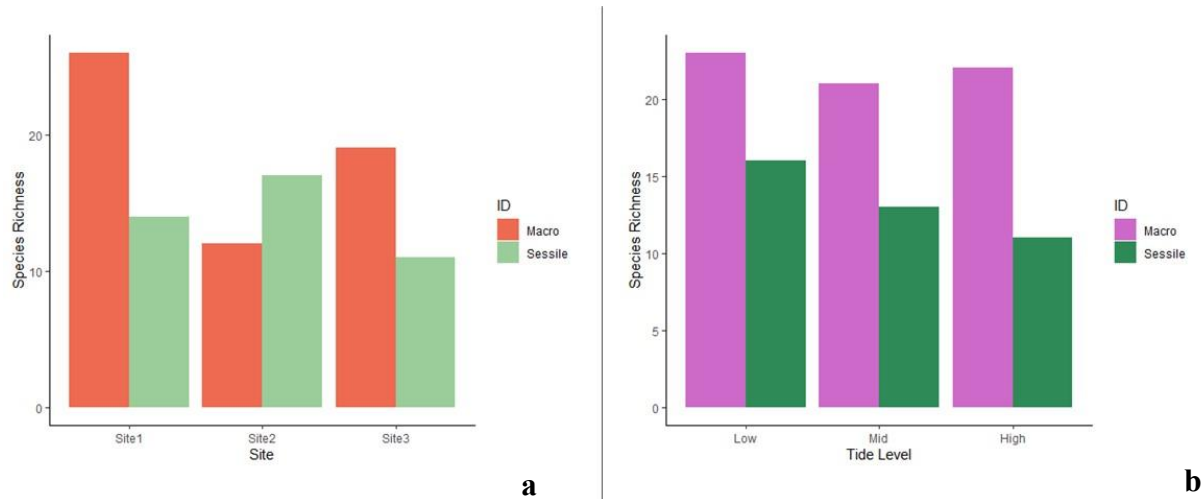 Species Richness
20
10
0
Site1 Site2 Site3
Site
ID
Macro
Sessile
a
Species Richness
20
15
10
5
0
Low Mid High
Tide Level
ID
Macro
Sessile
b